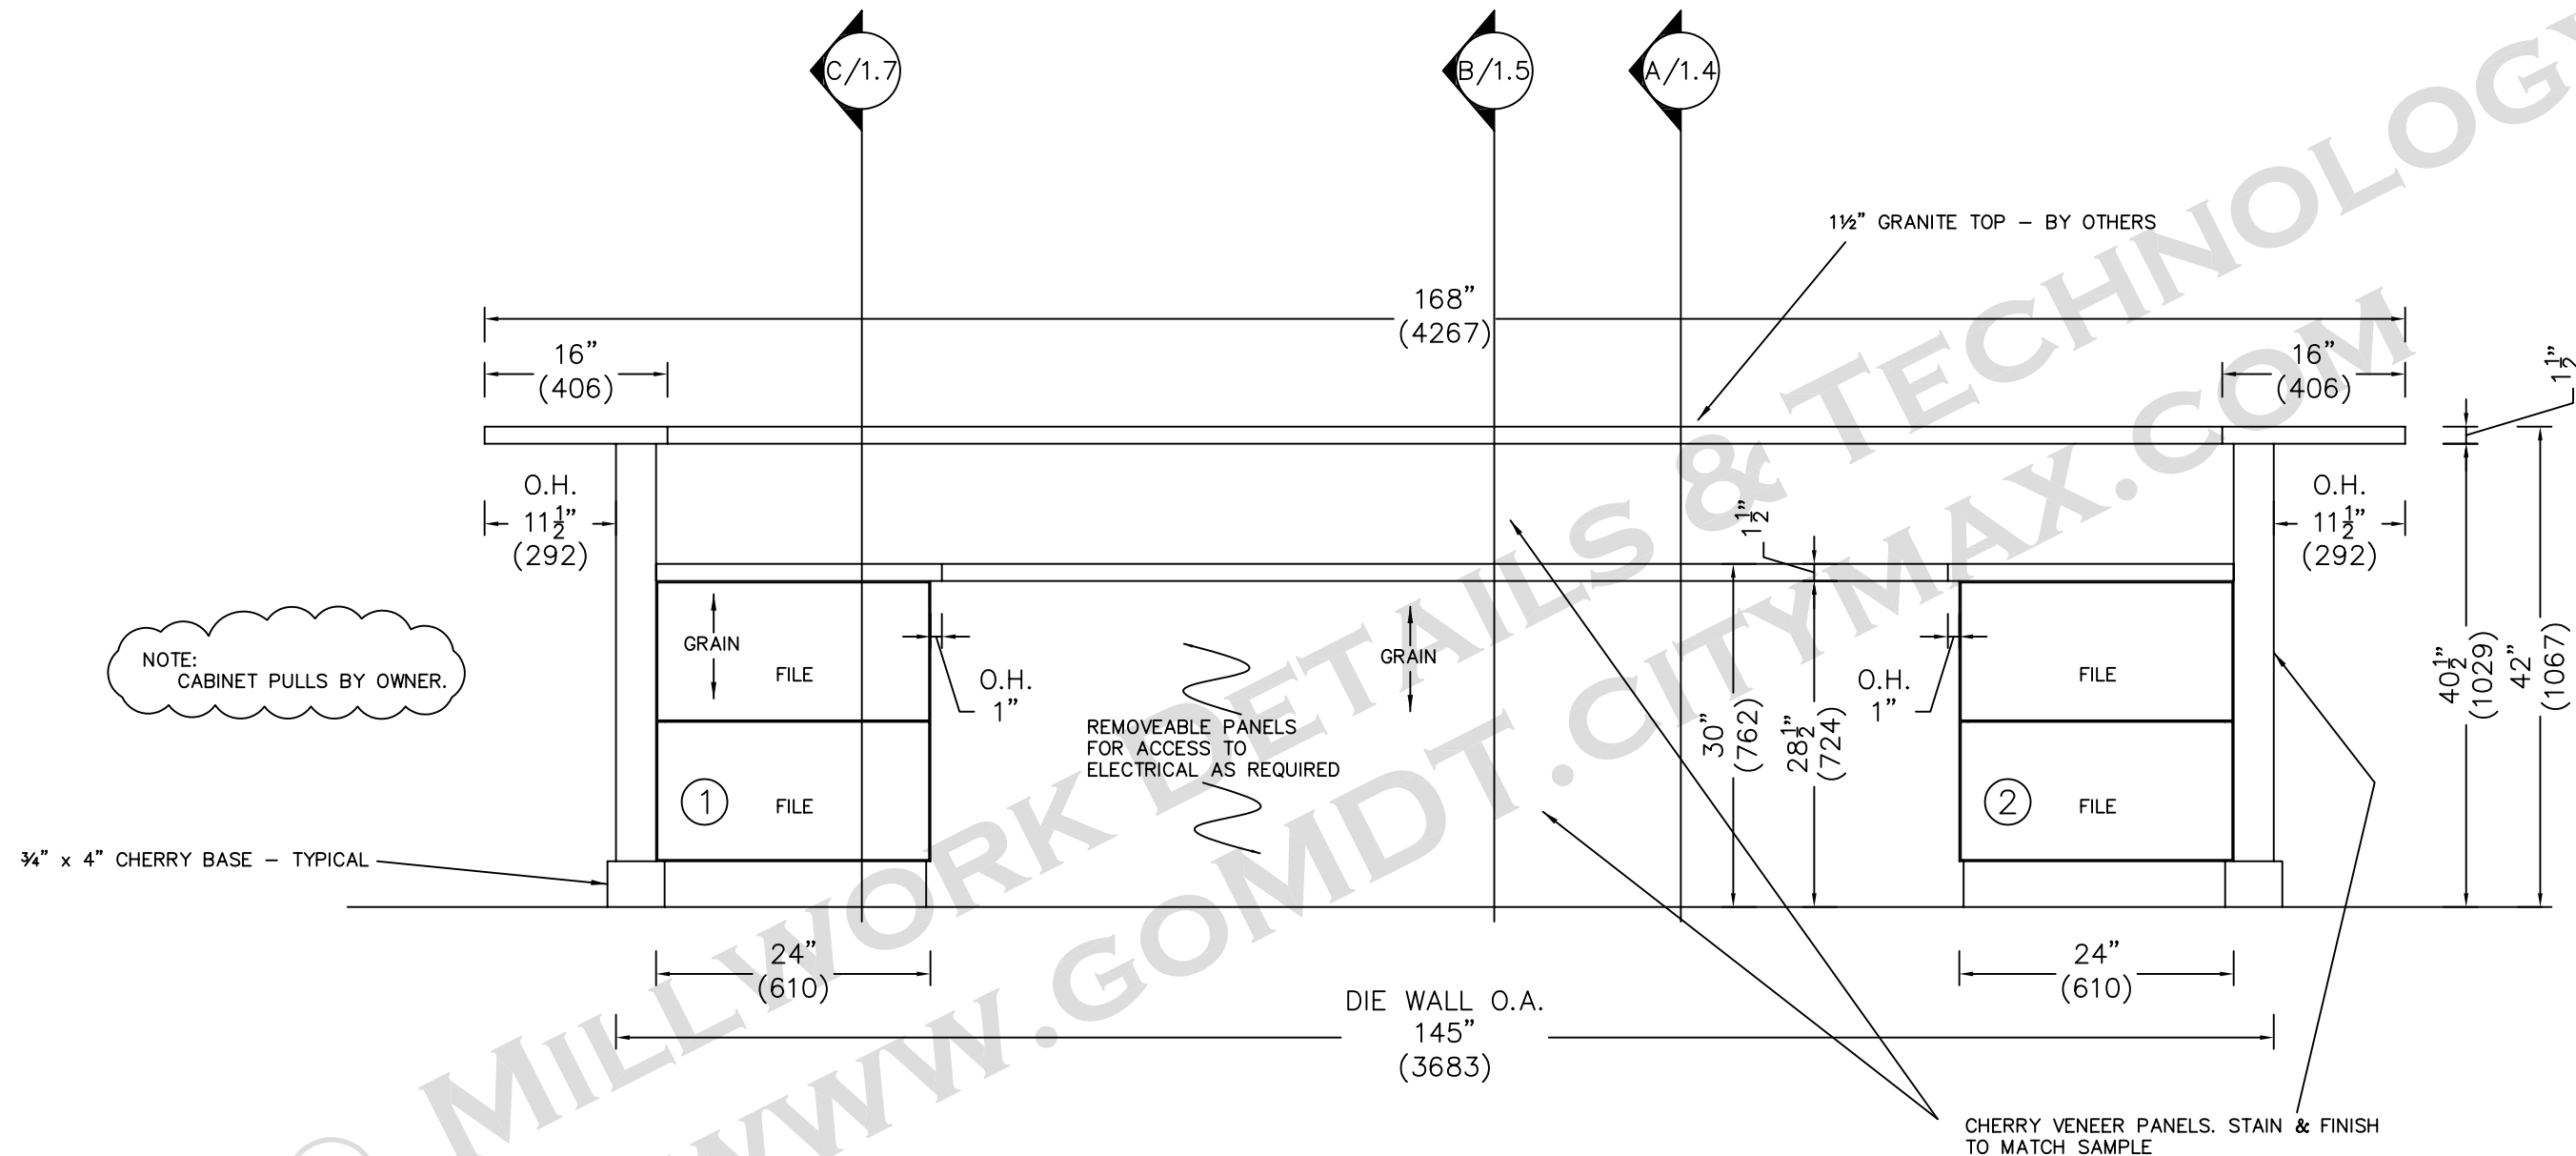 C/1.7
B/1.5
A/1.4
1½” GRANITE TOP – BY OTHERS
168”
(4267)
16”
(406)
16”
(406)
1½”
O.H.
11½”
(292)
O.H.
11½”
(292)
1½”
NOTE:
CABINET PULLS BY OWNER.
GRAIN
FILE
O.H.
1”
GRAIN
REMOVEABLE PANELS
FOR ACCESS TO
ELECTRICAL AS REQUIRED
30”
(762)
28½”
(724)
O.H.
1”
FILE
40½”
(1029)
42”
(1067)
1
FILE
2
FILE
¾” x 4” CHERRY BASE – TYPICAL
24”
(610)
24”
(610)
DIE WALL O.A.
145”
(3683)
CHERRY VENEER PANELS. STAIN & FINISH
TO MATCH SAMPLE
MILLWORK DETAILS & TECHNOLOGY
WWW.GOMDT.CITYMAX.COM